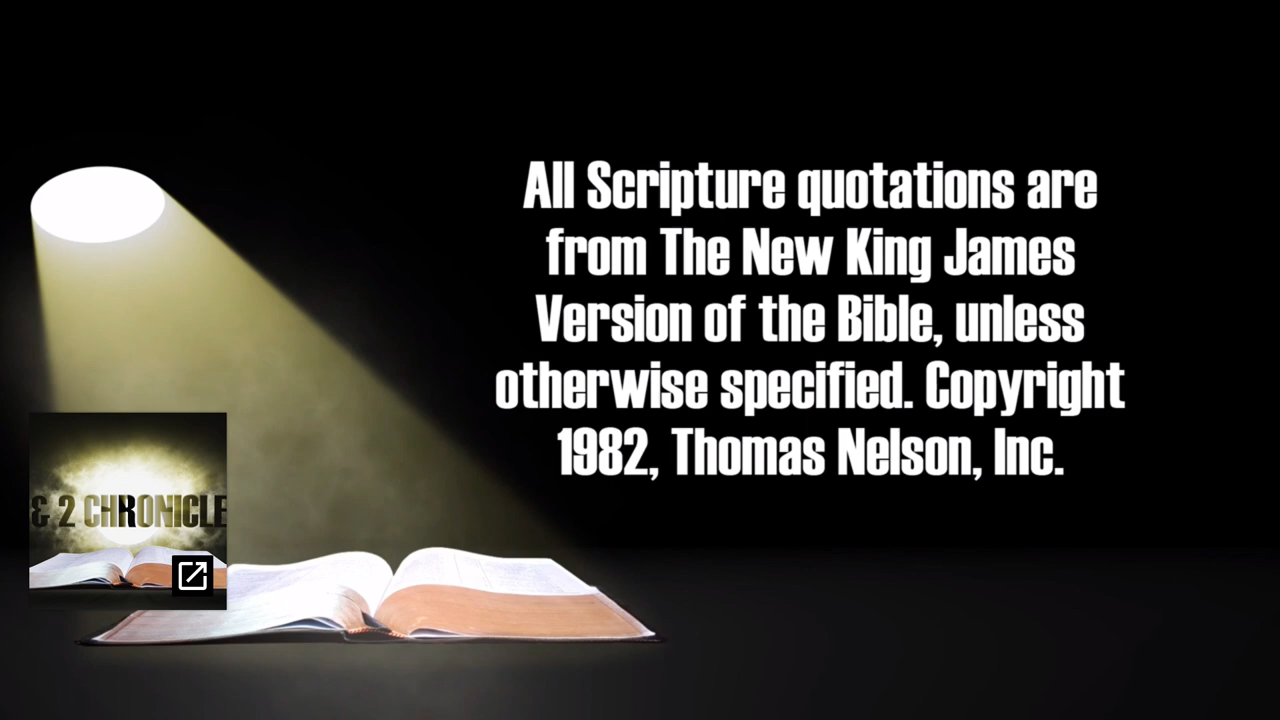 All Scripture quotations are
from The New King James
Version of the Bible, unless
otherwise specified. Copyright
1982, Thomas Nelson, Inc.
& 2 CHRONICLE